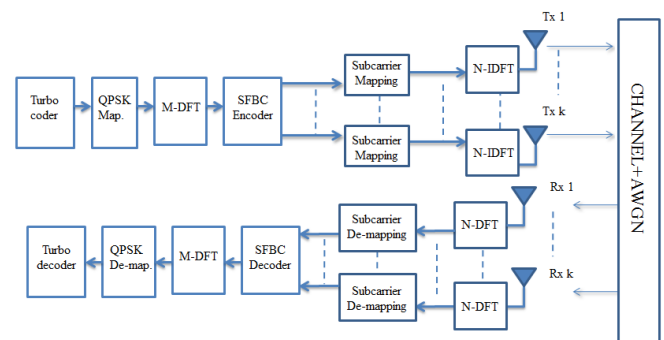 Tx 1
Turbo
coder
QPSK
Map.
M-DFT
SFBC
Encoder
Subcarrier
Mapping
N-IDFT
Subcarrier
Mapping
N-IDFT
Tx k
CHANNEL+AWGN
Rx 1
Turbo
decoder
QPSK
De-map.
M-DFT
SFBC
Decoder
Subcarrier
De-mapping
N-DFT
Subcarrier
De-mapping
N-DFT
Rx k